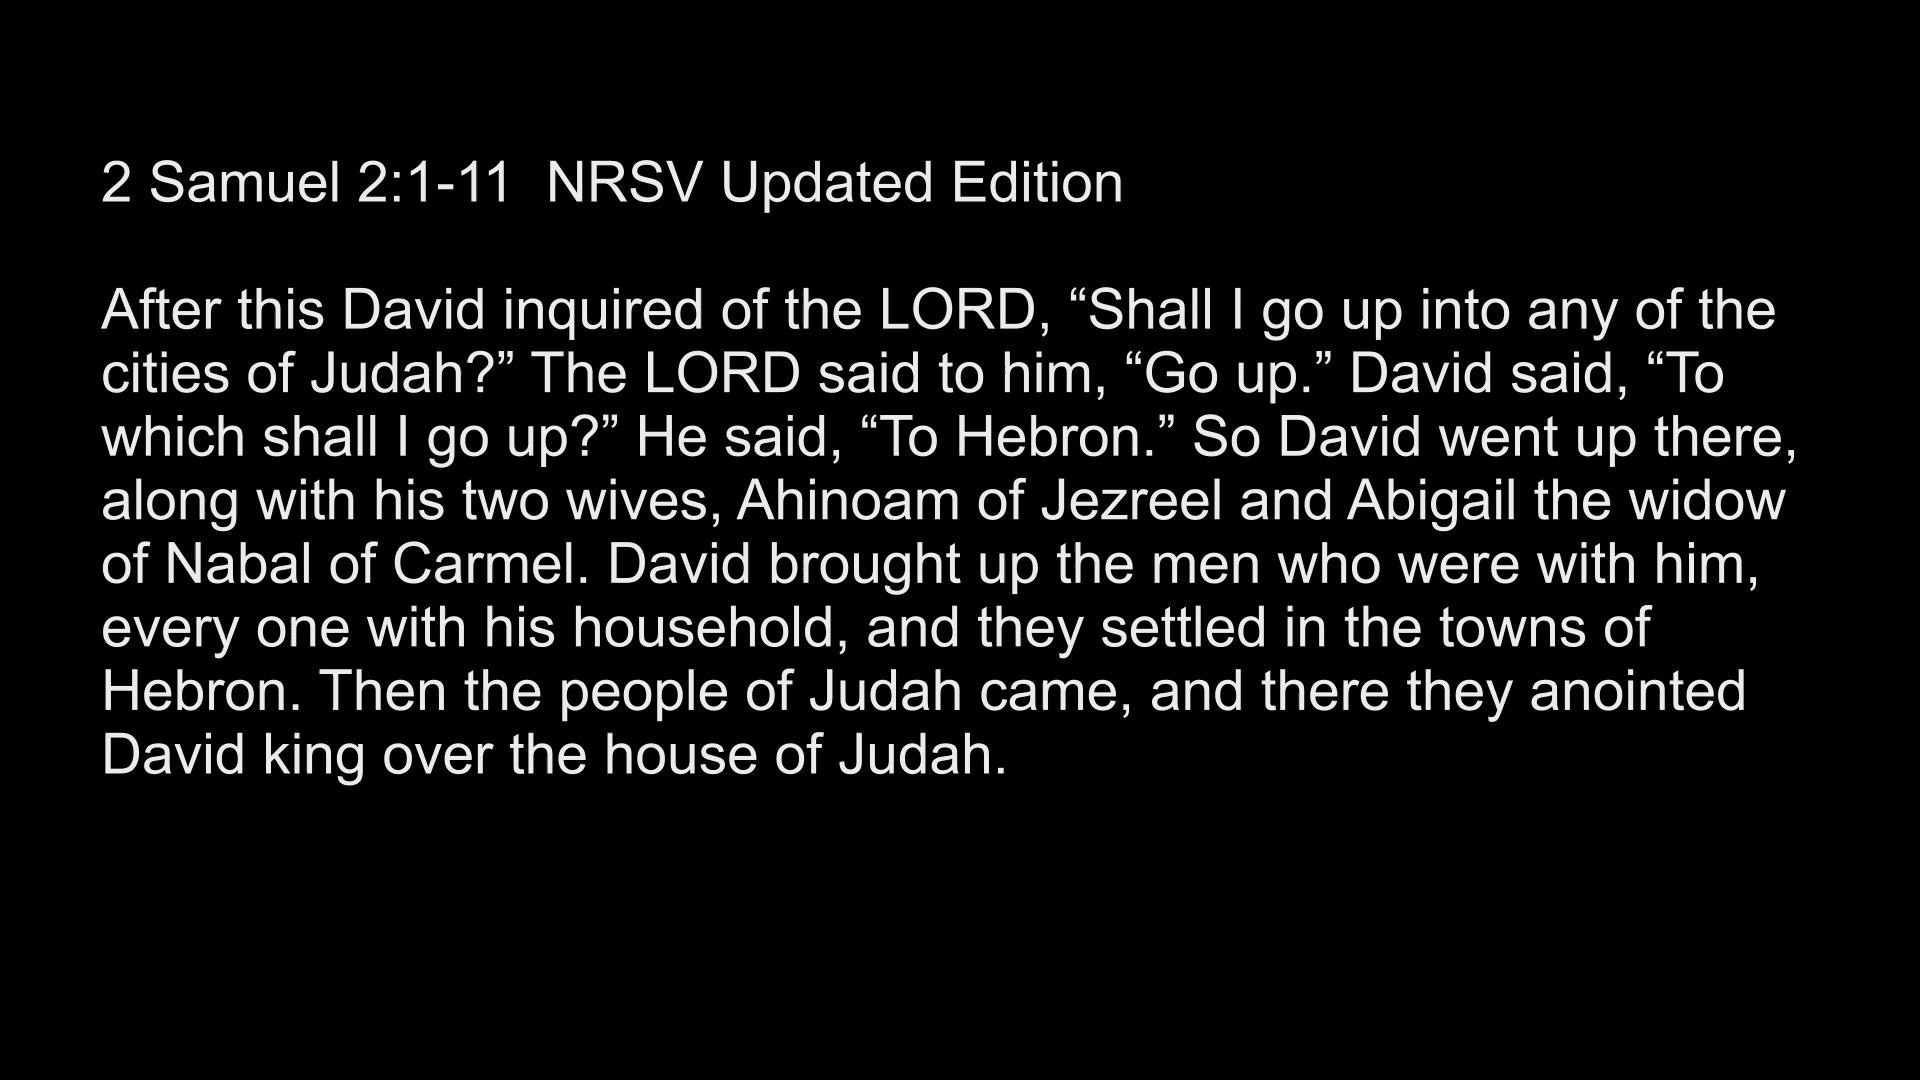 2 Samuel 2:1-11  NRSV Updated Edition
After this David inquired of the LORD, “Shall I go up into any of the
cities of Judah?” The LORD said to him, “Go up.” David said, “To
which shall I go up?” He said, “To Hebron.” So David went up there,
along with his two wives, Ahinoam of Jezreel and Abigail the widow
of Nabal of Carmel. David brought up the men who were with him,
every one with his household, and they settled in the towns of
Hebron. Then the people of Judah came, and there they anointed
David king over the house of Judah.